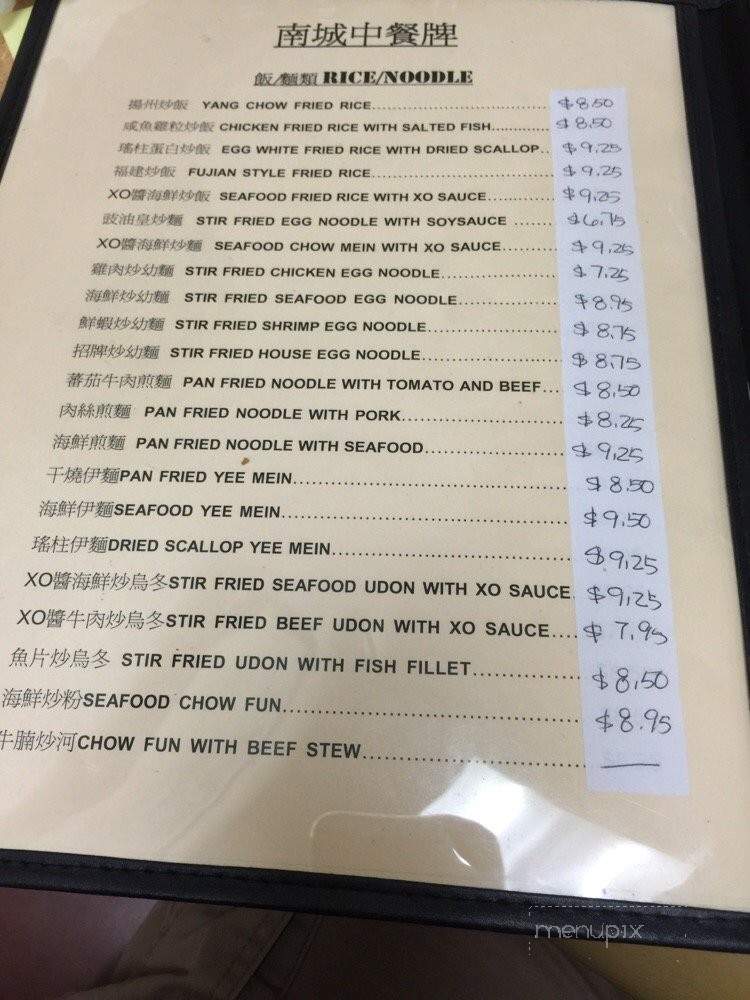 南城中餐牌
飯/麵類 RICE/NOODLE
揚州炒飯 YANG CHOW FRIED RICE.................................... $8.50
咸魚雞粒炒飯 CHICKEN FRIED RICE WITH SALTED FISH.............. $8.50
瑤柱蛋白炒飯 EGG WHITE FRIED RICE WITH DRIED SCALLOP.. $9.25
福建炒飯 FUJIAN STYLE FRIED RICE.................................... $9.25
XO醬海鮮炒飯 SEAFOOD FRIED RICE WITH XO SAUCE.............. $9.25
豉油皇炒麵 STIR FRIED EGG NOODLE WITH SOYSAUCE ........ $6.75
XO醬海鮮炒麵 SEAFOOD CHOW MEIN WITH XO SAUCE.......... $9.25
雞肉炒幼麵 STIR FRIED CHICKEN EGG NOODLE..................... $7.25
海鮮炒幼麵 STIR FRIED SEAFOOD EGG NOODLE................... $8.95
鮮蝦炒幼麵 STIR FRIED SHRIMP EGG NOODLE....................... $8.75
招牌炒幼麵 STIR FRIED HOUSE EGG NOODLE......................... $8.75
蕃茄牛肉煎麵 PAN FRIED NOODLE WITH TOMATO AND BEEF... $8.50
肉絲煎麵 PAN FRIED NOODLE WITH PORK........................... $8.25
海鮮煎麵 PAN FRIED NOODLE WITH SEAFOOD....................... $9.25
干燒伊麵PAN FRIED YEE MEIN............................................. $8.50
海鮮伊麵SEAFOOD YEE MEIN............................................... $9.50
瑤柱伊麵DRIED SCALLOP YEE MEIN..................................... $9.25
XO醬海鮮炒烏冬STIR FRIED SEAFOOD UDON WITH XO SAUCE. $9.25
XO醬牛肉炒烏冬STIR FRIED BEEF UDON WITH XO SAUCE.... $7.95
魚片炒烏冬 STIR FRIED UDON WITH FISH FILLET.................. $8.50
海鮮炒粉SEAFOOD CHOW FUN............................................. $8.95
牛腩炒河CHOW FUN WITH BEEF STEW.................................. —
menupix